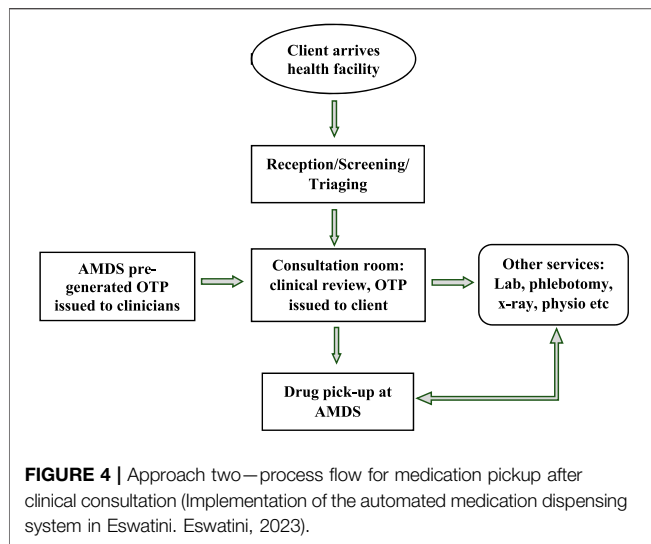 Client arrives
health facility
Reception/Screening/
Triaging
AMDS pre-
generated OTP
issued to clinicians
Consultation room:
clinical review, OTP
issued to client
Other services:
Lab, phlebotomy,
x-ray, physio etc
Drug pick-up at
AMDS
FIGURE 4 | Approach two—process flow for medication pickup after
clinical consultation (Implementation of the automated medication dispensing
system in Eswatini. Eswatini, 2023).